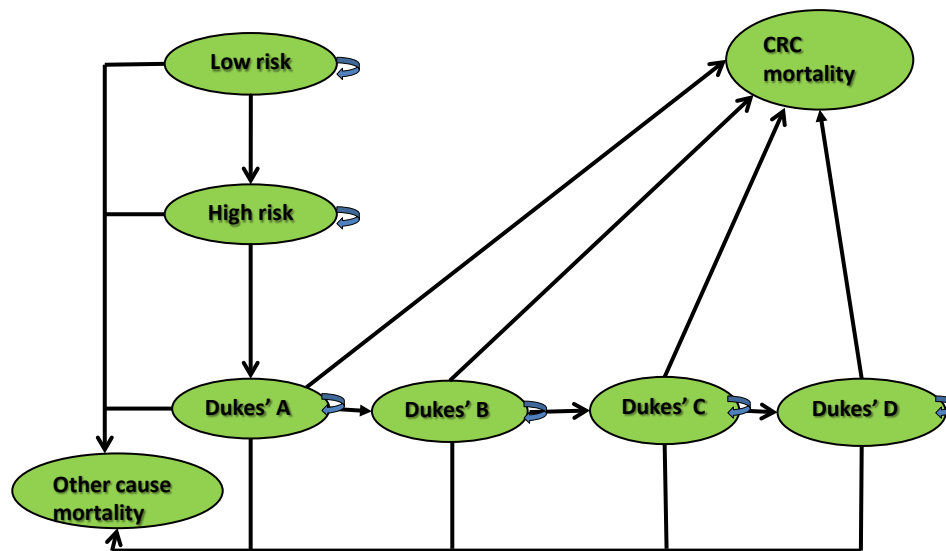 Low risk
CRC
mortality
High risk
Dukes’ A
Dukes’ B
Dukes’ C
Dukes’ D
Other cause
mortality